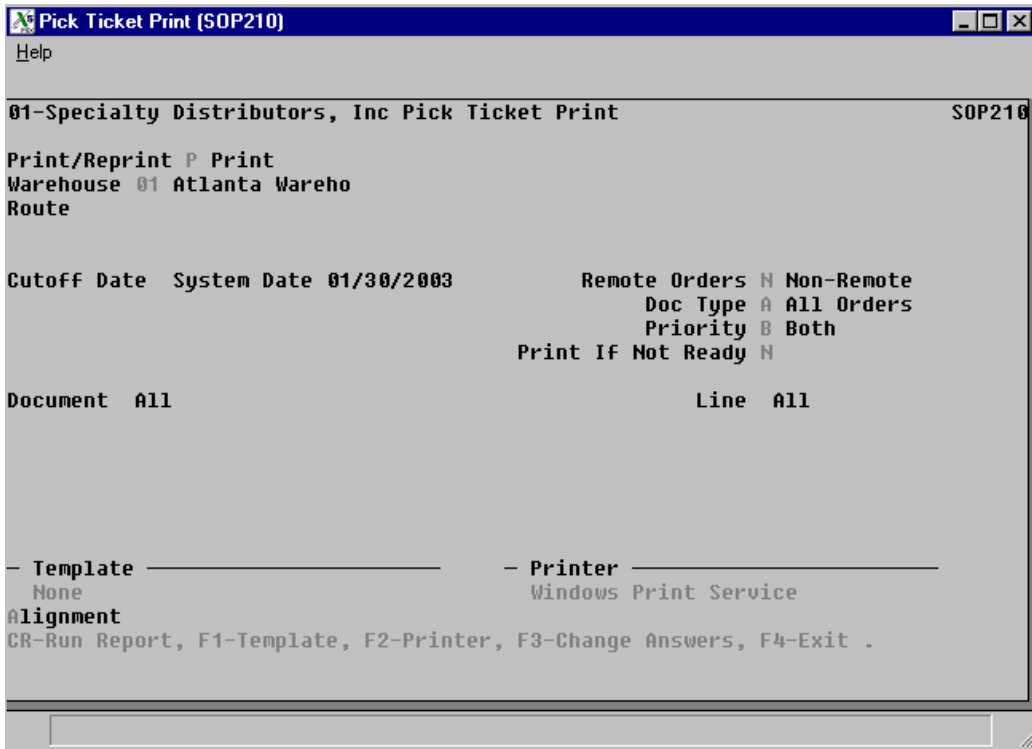 Pick Ticket Print (SOP210)
Help
01-Specialty Distributors, Inc Pick Ticket Print SOP210
Print/Reprint P Print
Warehouse 01 Atlanta Wareho
Route
Cutoff Date System Date 01/30/2003 Remote Orders N Non-Remote
Doc Type A All Orders
Priority B Both
Print If Not Ready N
Document All Line All
Template Printer
None Windows Print Service
Alignment
CR-Run Report, F1-Template, F2-Printer, F3-Change Answers, F4-Exit .